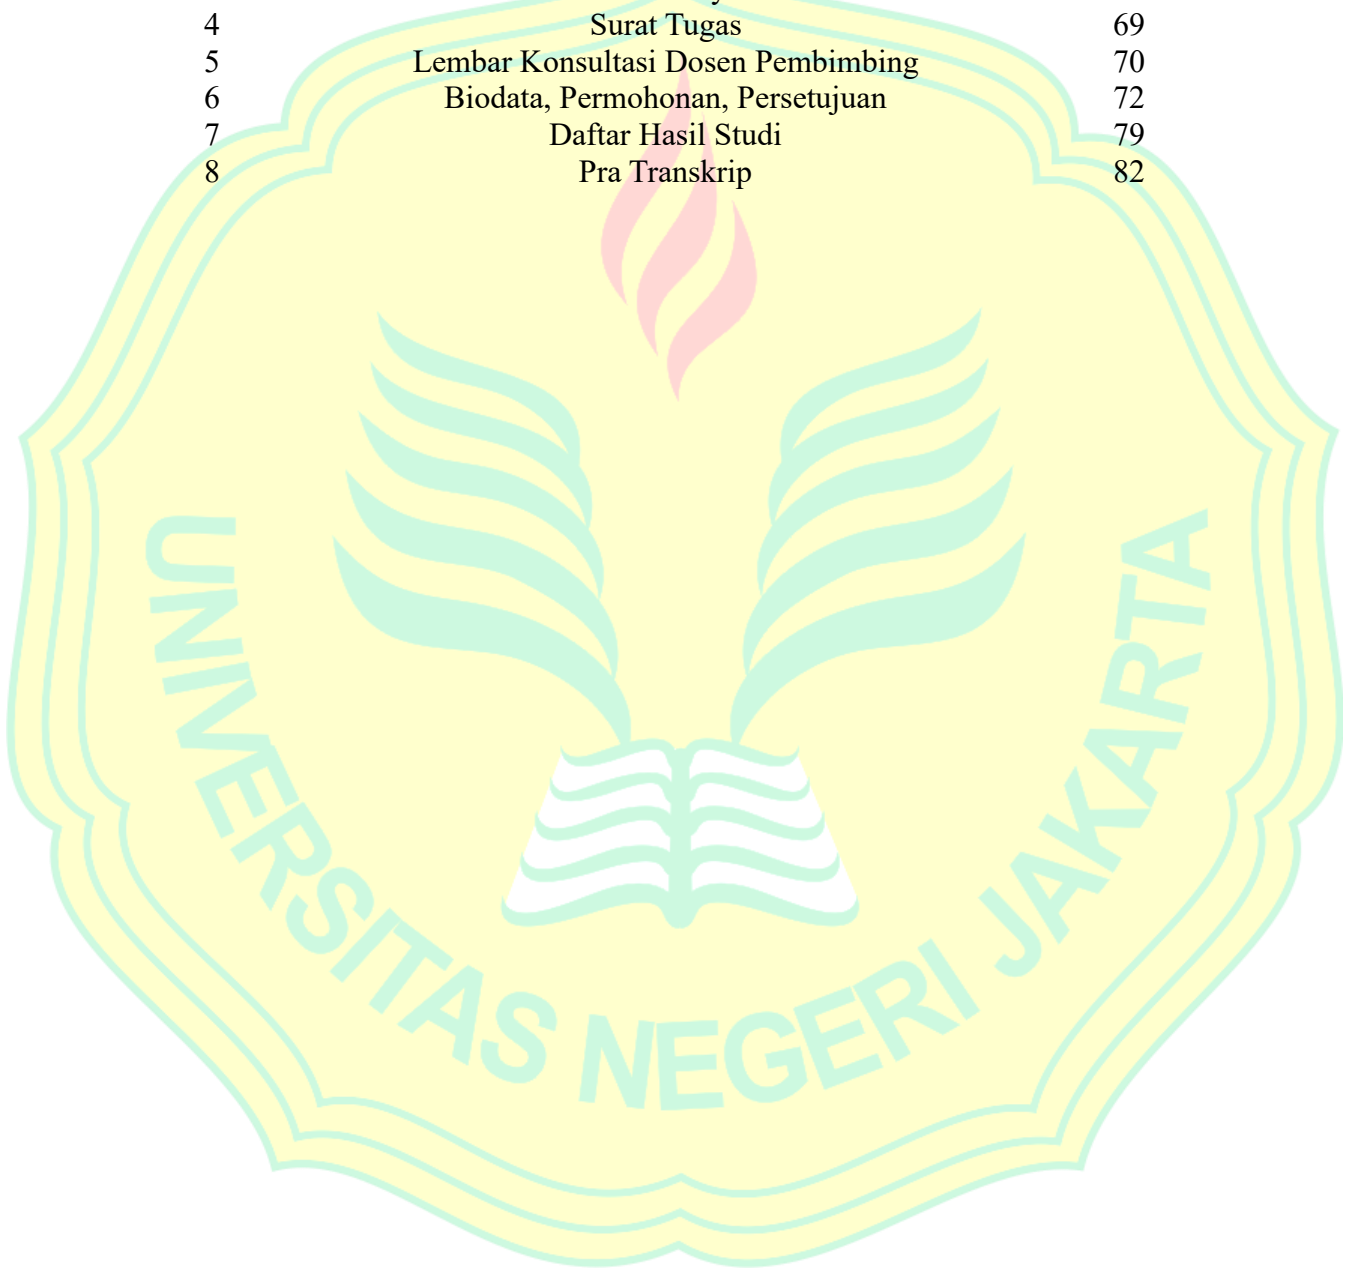 4 Surat Tugas 69
5 Lembar Konsultasi Dosen Pembimbing 70
6 Biodata, Permohonan, Persetujuan 72
7 Daftar Hasil Studi 79
8 Pra Transkrip 82
UNIVERSITAS NEGERI JAKARTA